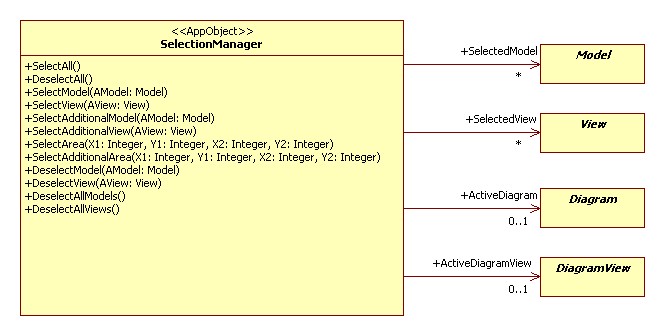 <<AppObject>>
SelectionManager
+SelectAll()
+DeselectAll()
+SelectModel(AModel: Model)
+SelectView(AView: View)
+SelectAdditionalModel(AModel: Model)
+SelectAdditionalView(AView: View)
+SelectArea(X1: Integer, Y1: Integer, X2: Integer, Y2: Integer)
+SelectAdditionalArea(X1: Integer, Y1: Integer, X2: Integer, Y2: Integer)
+DeselectModel(AModel: Model)
+DeselectView(AView: View)
+DeselectAllModels()
+DeselectAllViews()
+SelectedModel
*
Model
+SelectedView
*
View
+ActiveDiagram
0..1
Diagram
+ActiveDiagramView
0..1
DiagramView